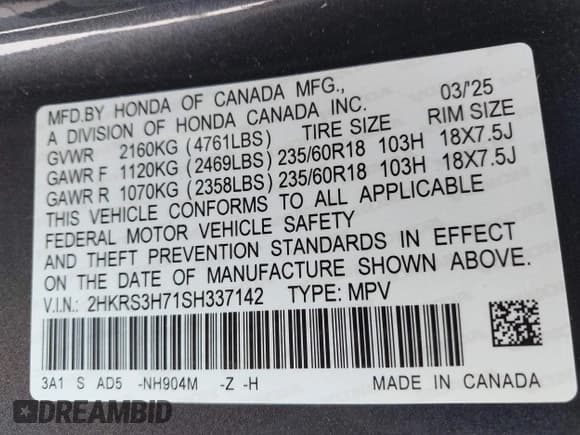 MFD.BY HONDA OF CANADA MFG., 03/'25
A DIVISION OF HONDA CANADA INC.
GVWR 2160KG (4761LBS) TIRE SIZE RIM SIZE
GAWR F 1120KG (2469LBS) 235/60R18 103H 18X7.5J
GAWR R 1070KG (2358LBS) 235/60R18 103H 18X7.5J
THIS VEHICLE CONFORMS TO ALL APPLICABLE
FEDERAL MOTOR VEHICLE SAFETY
AND THEFT PREVENTION STANDARDS IN EFFECT
ON THE DATE OF MANUFACTURE SHOWN ABOVE.
V.I.N.: 2HKRS3H71SH337142 TYPE: MPV
3A1 S AD5 -NH904M -Z -H MADE IN CANADA
DREAMBID